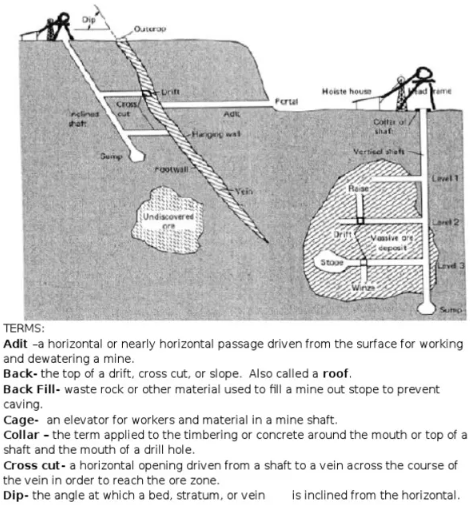 Dip
Outcrop
Drift
Cross
cut
Adit
Portal
Inclined
shaft
Hanging wall
Sump
Footwall
Vein
Undiscovered
ore
Hoists house
Head frame
Collar of
shaft
Vertical shaft
Level 1
Raise
Level 2
Drift
Massive ore
deposit
Stope
Level 3
Winze
Sump
TERMS:
Adit –a horizontal or nearly horizontal passage driven from the surface for working
and dewatering a mine.
Back- the top of a drift, cross cut, or slope. Also called a roof.
Back Fill- waste rock or other material used to fill a mine out stope to prevent
caving.
Cage- an elevator for workers and material in a mine shaft.
Collar – the term applied to the timbering or concrete around the mouth or top of a
shaft and the mouth of a drill hole.
Cross cut- a horizontal opening driven from a shaft to a vein across the course of
the vein in order to reach the ore zone.
Dip- the angle at which a bed, stratum, or vein is inclined from the horizontal.